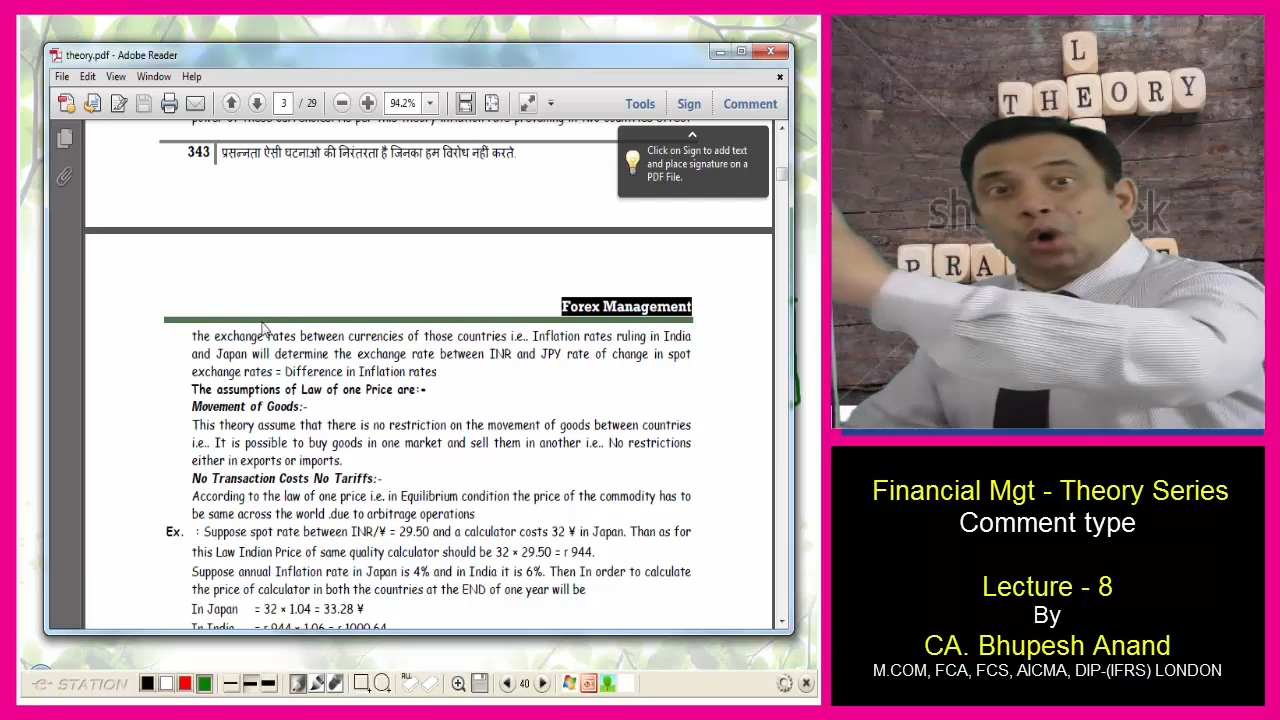 theory.pdf - Adobe Reader
File Edit View Window Help
3 / 29 94.2% Tools Sign Comment
343 प्रसन्नता ऐसी घटनाओ की निरंतरता है जिनका हम विरोध नहीं करते.
Click on Sign to add text
and place signature on a
PDF File.
Forex Management
the exchange rates between currencies of those countries i.e.. Inflation rates ruling in India
and Japan will determine the exchange rate between INR and JPY rate of change in spot
exchange rates = Difference in Inflation rates
The assumptions of Law of one Price are:-
Movement of Goods:-
This theory assume that there is no restriction on the movement of goods between countries
i.e.. It is possible to buy goods in one market and sell them in another i.e.. No restrictions
either in exports or imports.
No Transaction Costs No Tariffs:-
According to the law of one price i.e. in Equilibrium condition the price of the commodity has to
be same across the world .due to arbitrage operations
Ex. : Suppose spot rate between INR/¥ = 29.50 and a calculator costs 32 ¥ in Japan. Than as for
this Law Indian Price of same quality calculator should be 32 × 29.50 = r 944.
Suppose annual Inflation rate in Japan is 4% and in India it is 6%. Then In order to calculate
the price of calculator in both the countries at the END of one year will be
In Japan = 32 × 1.04 = 33.28 ¥
In India = r 944 × 1.06 = r 1000.64
e-STATION
ALL
40
L
THEORY
PRA
Financial Mgt - Theory Series
Comment type
Lecture - 8
By
CA. Bhupesh Anand
M.COM, FCA, FCS, AICMA, DIP-(IFRS) LONDON